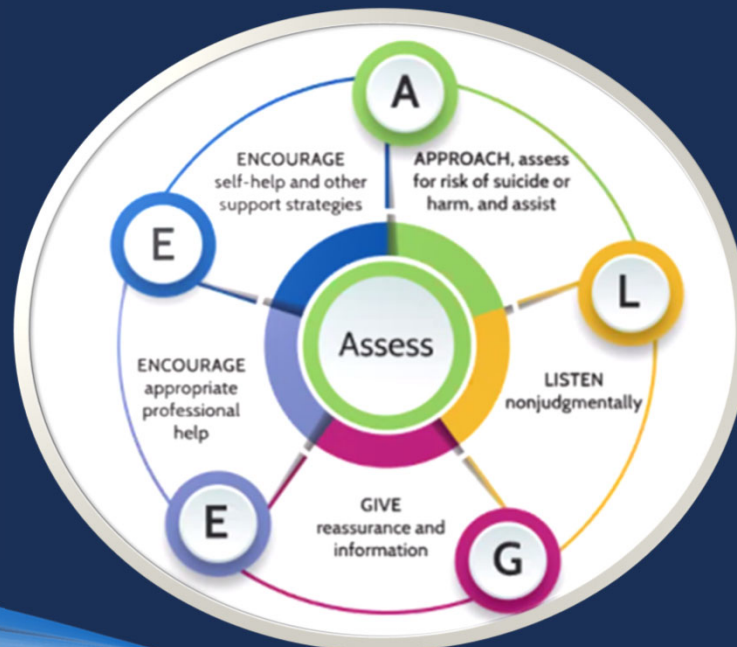 A
APPROACH, assess
for risk of suicide or
harm, and assist
L
LISTEN
nonjudgmentally
G
GIVE
reassurance and
information
E
ENCOURAGE
appropriate
professional
help
E
ENCOURAGE
self-help and other
support strategies
Assess